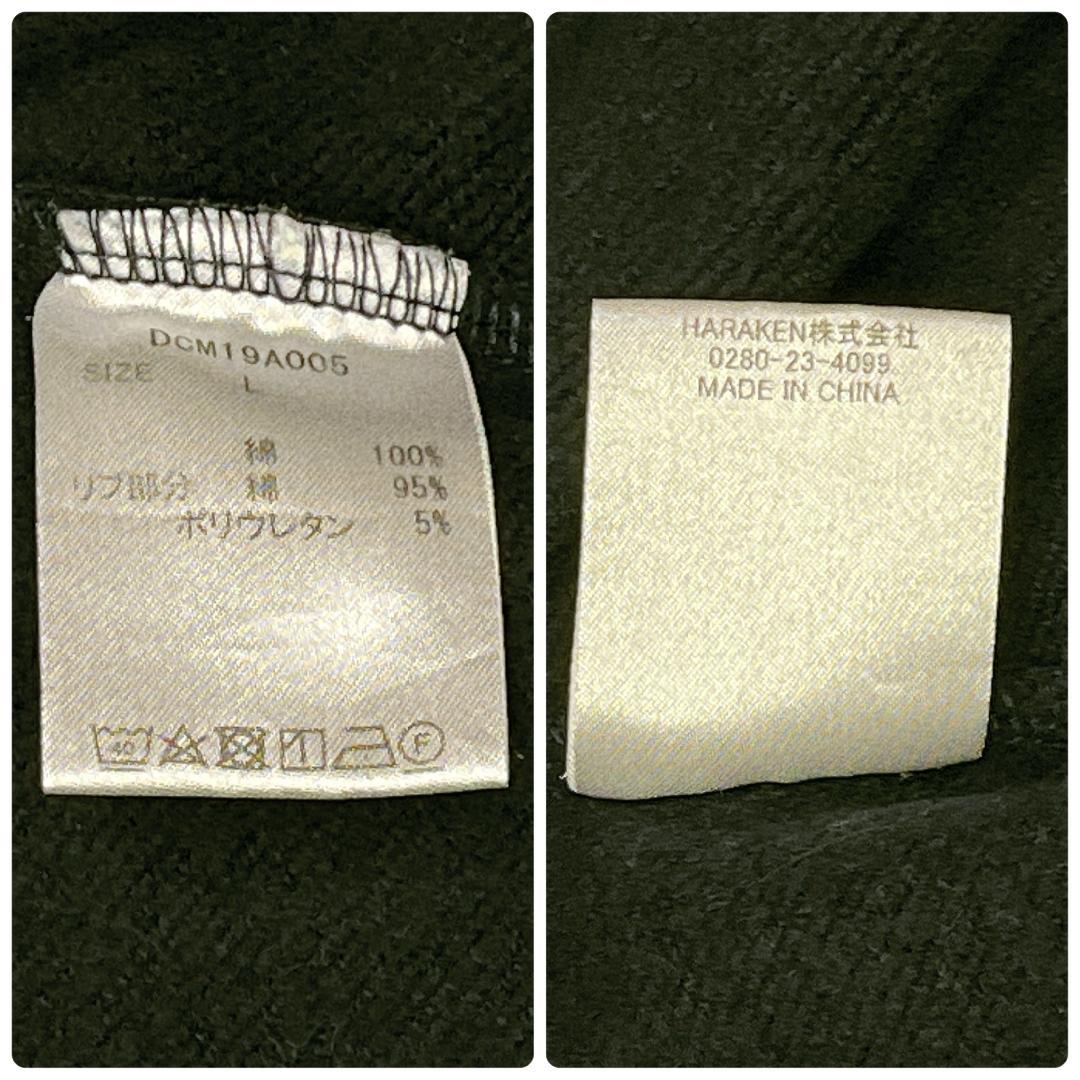 DCM19A005
SIZE L
綿 100%
リブ部分 綿 95%
ポリウレタン 5%
40
F
HARAKEN株式会社
0280-23-4099
MADE IN CHINA